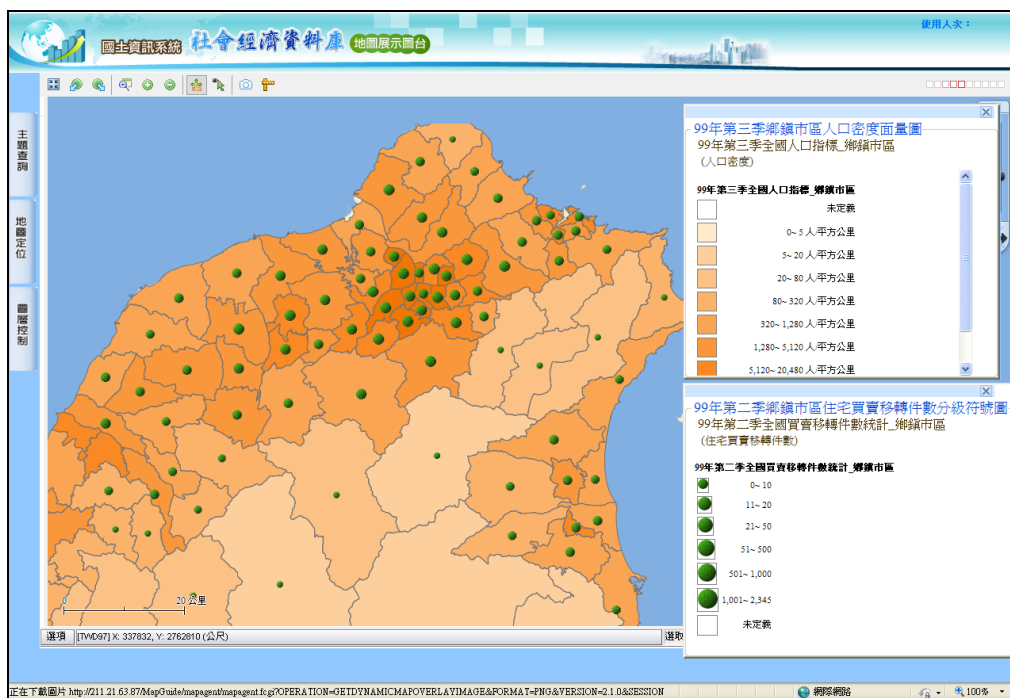 使用人次：
國土資訊系統 社會經濟資料庫 地圖展示圖台
主題查詢
地圖定位
圖層控制
99年第三季鄉鎮市區人口密度面量圖
99年第三季全國人口指標_鄉鎮市區
(人口密度)
99年第三季全國人口指標_鄉鎮市區
未定義
0~ 5 人/平方公里
5~ 20 人/平方公里
20~ 80 人/平方公里
80~ 320 人/平方公里
320~ 1,280 人/平方公里
1,280~ 5,120 人/平方公里
5,120~ 20,480 人/平方公里
99年第二季鄉鎮市區住宅買賣移轉件數分級符號圖
99年第二季全國買賣移轉件數統計_鄉鎮市區
(住宅買賣移轉件數)
99年第二季全國買賣移轉件數統計_鄉鎮市區
0~ 10
11~ 20
21~ 50
51~ 500
501~ 1,000
1,001~ 2,345
未定義
0 20 公里
選項 [TWD97] X: 337832, Y: 2762810 (公尺) 選取
正在下載圖片 http://211.21.63.87/MapGuide/mapagent/mapagent.fcgi?OPERATION=GETDYNAMICMAPOVERLAYIMAGE&FORMAT=PNG&VERSION=2.1.0&SESSION 網際網路 100%